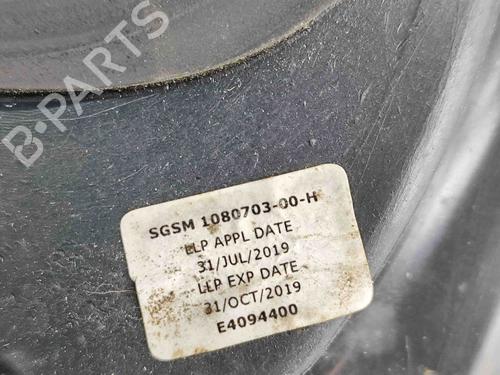 B-PARTS
SGSM 1080703-00-H
LLP APPL DATE
31/JUL/2019
LLP EXP DATE
31/OCT/2019
E4094400